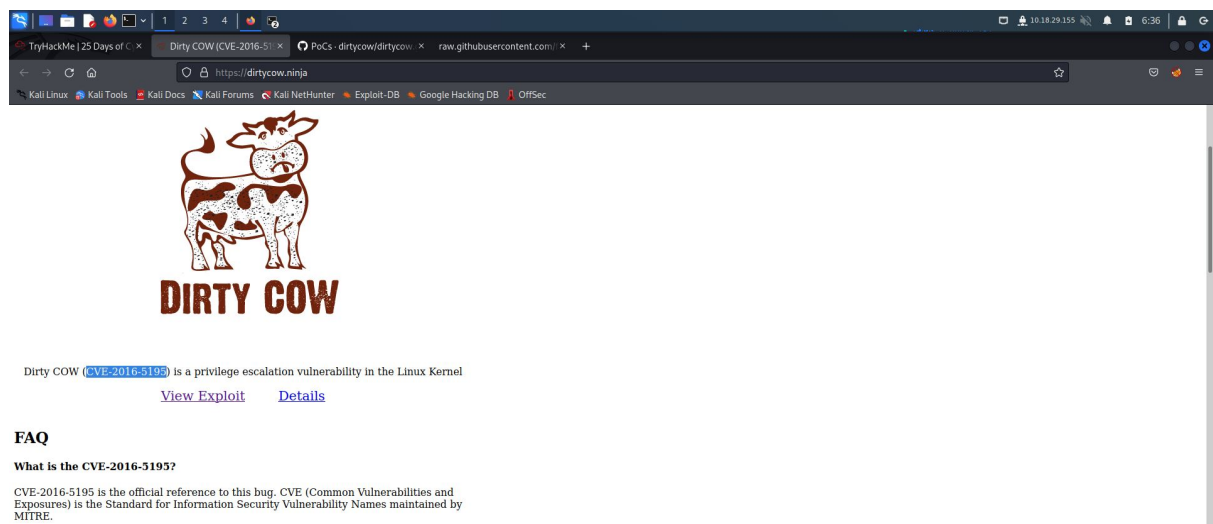 1 2 3 4
10.18.29.155 6:36
TryHackMe | 25 Days of C
Dirty COW (CVE-2016-51
PoCs · dirtycow/dirtycow
raw.githubusercontent.com/
https://dirtycow.ninja
Kali Linux Kali Tools Kali Docs Kali Forums Kali NetHunter Exploit-DB Google Hacking DB OffSec
DIRTY COW
Dirty COW (CVE-2016-5195) is a privilege escalation vulnerability in the Linux Kernel
View Exploit Details
FAQ
What is the CVE-2016-5195?
CVE-2016-5195 is the official reference to this bug. CVE (Common Vulnerabilities and
Exposures) is the Standard for Information Security Vulnerability Names maintained by
MITRE.